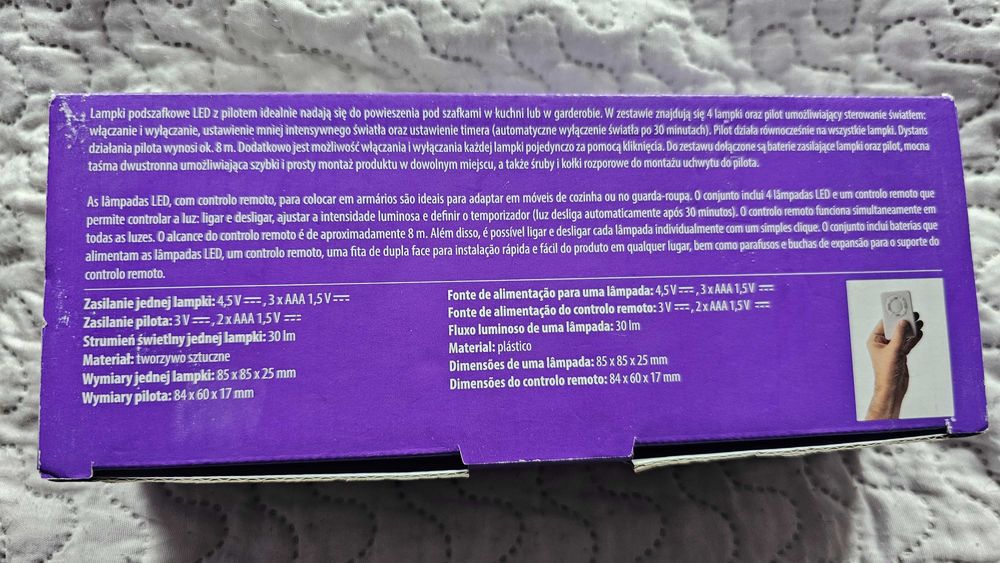 Lampki podszafkowe LED z pilotem idealnie nadają się do powieszenia pod szafkami w kuchni lub w garderobie. W zestawie znajdują się 4 lampki oraz pilot umożliwiający sterowanie światłem:
włączanie i wyłączanie, ustawienie mniej intensywnego światła oraz ustawienie timera (automatyczne wyłączenie światła po 30 minutach). Pilot działa równocześnie na wszystkie lampki. Dystans
działania pilota wynosi ok. 8 m. Dodatkowo jest możliwość włączania i wyłączania każdej lampki pojedynczo za pomocą kliknięcia. Do zestawu dołączone są baterie zasilające lampki oraz pilot, mocna
taśma dwustronna umożliwiająca szybki i prosty montaż produktu w dowolnym miejscu, a także śruby i kołki rozporowe do montażu uchwytu do pilota.
As lâmpadas LED, com controlo remoto, para colocar em armários são ideais para adaptar em móveis de cozinha ou no guarda-roupa. O conjunto inclui 4 lâmpadas LED e um controlo remoto que
permite controlar a luz: ligar e desligar, ajustar a intensidade luminosa e definir o temporizador (luz desliga automaticamente após 30 minutos). O controlo remoto funciona simultaneamente em
todas as luzes. O alcance do controlo remoto é de aproximadamente 8 m. Além disso, é possível ligar e desligar cada lâmpada individualmente com um simples clique. O conjunto inclui baterias que
alimentam as lâmpadas LED, um controlo remoto, uma fita de dupla face para instalação rápida e fácil do produto em qualquer lugar, bem como parafusos e buchas de expansão para o suporte do
controlo remoto.
Zasilanie jednej lampki: 4,5 V ⎓, 3 x AAA 1,5 V ⎓
Zasilanie pilota: 3 V ⎓, 2 x AAA 1,5 V ⎓
Strumień świetlny jednej lampki: 30 lm
Materiał: tworzywo sztuczne
Wymiary jednej lampki: 85 x 85 x 25 mm
Wymiary pilota: 84 x 60 x 17 mm
Fonte de alimentação para uma lâmpada: 4,5 V ⎓, 3 x AAA 1,5 V ⎓
Fonte de alimentação do controlo remoto: 3 V ⎓, 2 x AAA 1,5 V ⎓
Fluxo luminoso de uma lâmpada: 30 lm
Material: plástico
Dimensões de uma lâmpada: 85 x 85 x 25 mm
Dimensões do controlo remoto: 84 x 60 x 17 mm